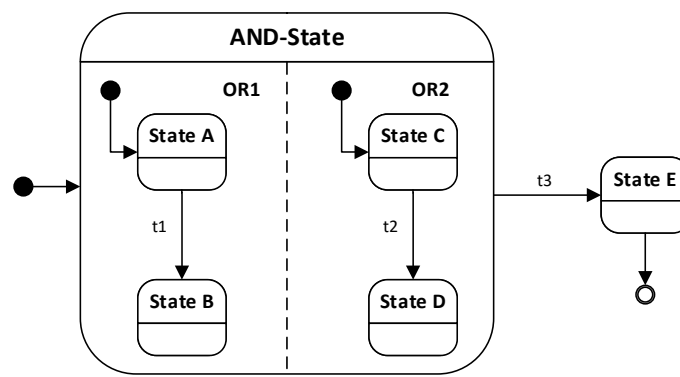 AND-State
OR1
OR2
State A
State C
t3
State E
t1
t2
State B
State D